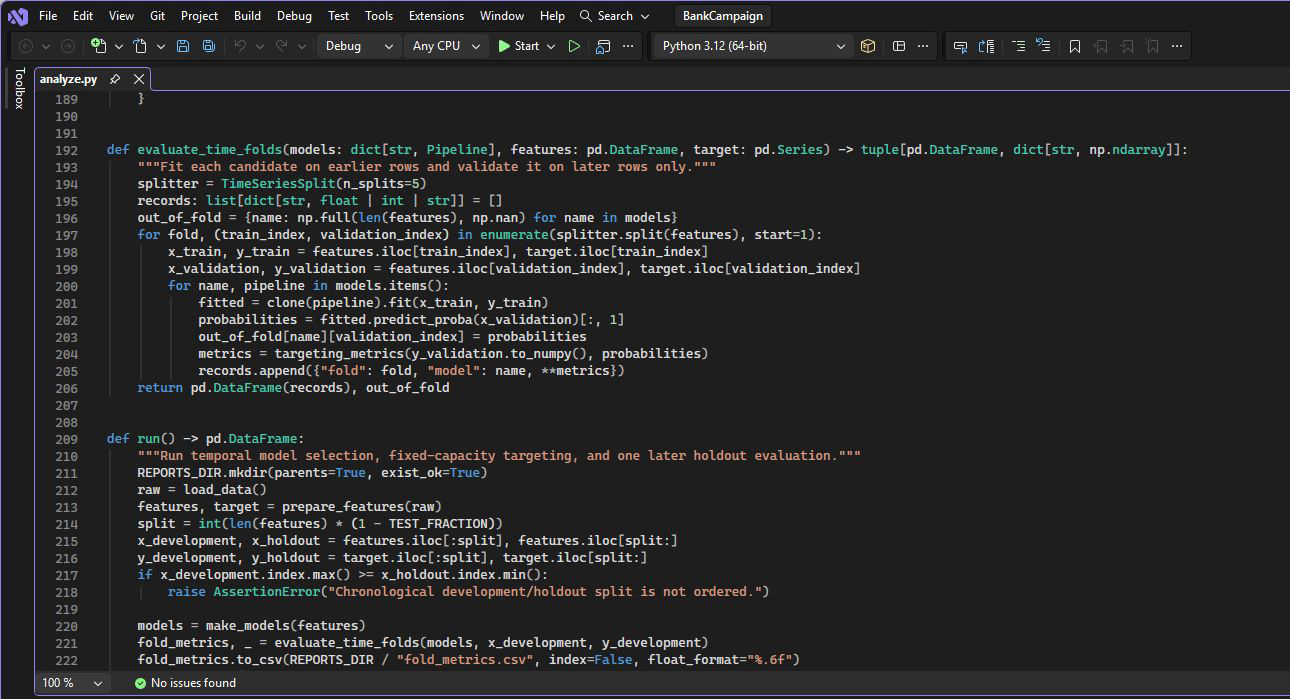 File Edit View Git Project Build Debug Test Tools Extensions Window Help Search BankCampaign
Debug Any CPU Start Python 3.12 (64-bit)
Toolbox
analyze.py
189 }
190
191
192 def evaluate_time_folds(models: dict[str, Pipeline], features: pd.DataFrame, target: pd.Series) -> tuple[pd.DataFrame, dict[str, np.ndarray]]:
193 """Fit each candidate on earlier rows and validate it on later rows only."""
194 splitter = TimeSeriesSplit(n_splits=5)
195 records: list[dict[str, float | int | str]] = []
196 out_of_fold = {name: np.full(len(features), np.nan) for name in models}
197 for fold, (train_index, validation_index) in enumerate(splitter.split(features), start=1):
198 x_train, y_train = features.iloc[train_index], target.iloc[train_index]
199 x_validation, y_validation = features.iloc[validation_index], target.iloc[validation_index]
200 for name, pipeline in models.items():
201 fitted = clone(pipeline).fit(x_train, y_train)
202 probabilities = fitted.predict_proba(x_validation)[:, 1]
203 out_of_fold[name][validation_index] = probabilities
204 metrics = targeting_metrics(y_validation.to_numpy(), probabilities)
205 records.append({"fold": fold, "model": name, **metrics})
206 return pd.DataFrame(records), out_of_fold
207
208
209 def run() -> pd.DataFrame:
210 """Run temporal model selection, fixed-capacity targeting, and one later holdout evaluation."""
211 REPORTS_DIR.mkdir(parents=True, exist_ok=True)
212 raw = load_data()
213 features, target = prepare_features(raw)
214 split = int(len(features) * (1 - TEST_FRACTION))
215 x_development, x_holdout = features.iloc[:split], features.iloc[split:]
216 y_development, y_holdout = target.iloc[:split], target.iloc[split:]
217 if x_development.index.max() >= x_holdout.index.min():
218 raise AssertionError("Chronological development/holdout split is not ordered.")
219
220 models = make_models(features)
221 fold_metrics, _ = evaluate_time_folds(models, x_development, y_development)
222 fold_metrics.to_csv(REPORTS_DIR / "fold_metrics.csv", index=False, float_format="%.6f")
100 % No issues found